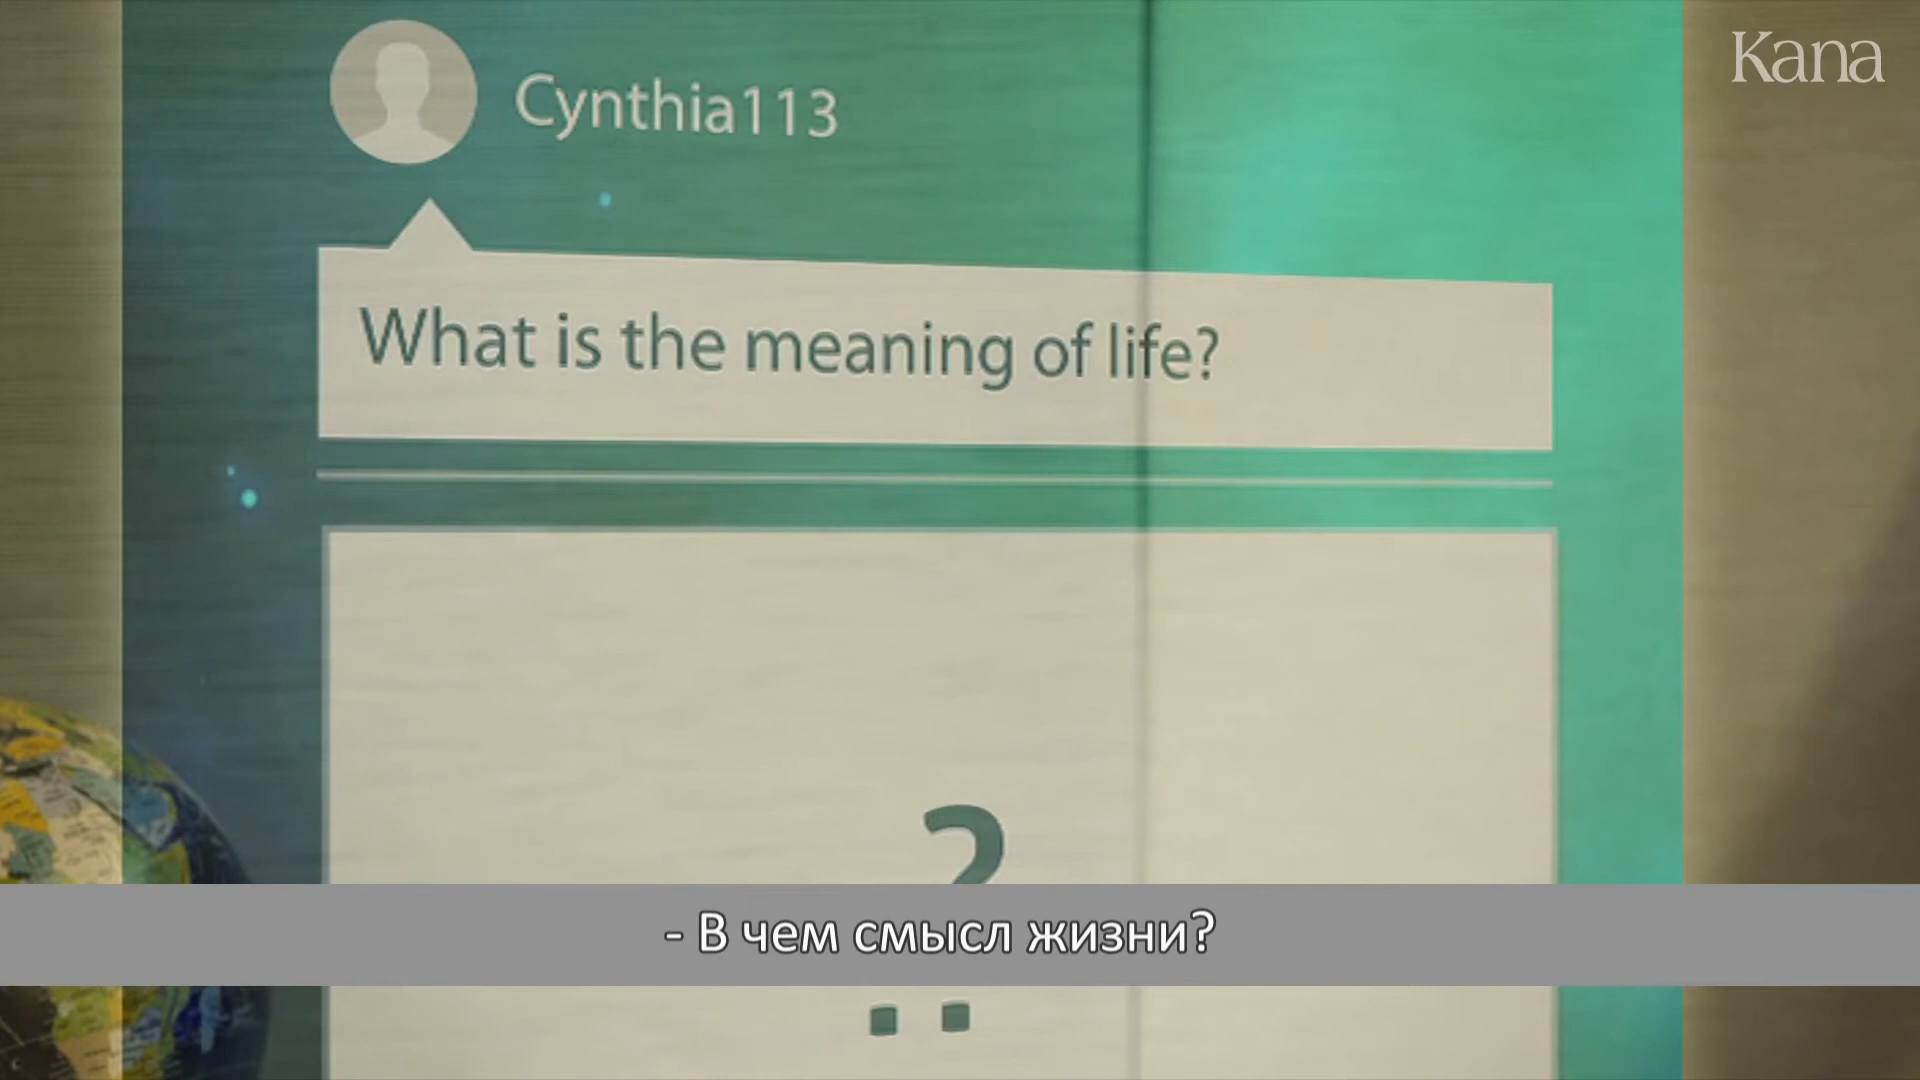 Kana
Cynthia113
What is the meaning of life?
?
- В чем смысл жизни?